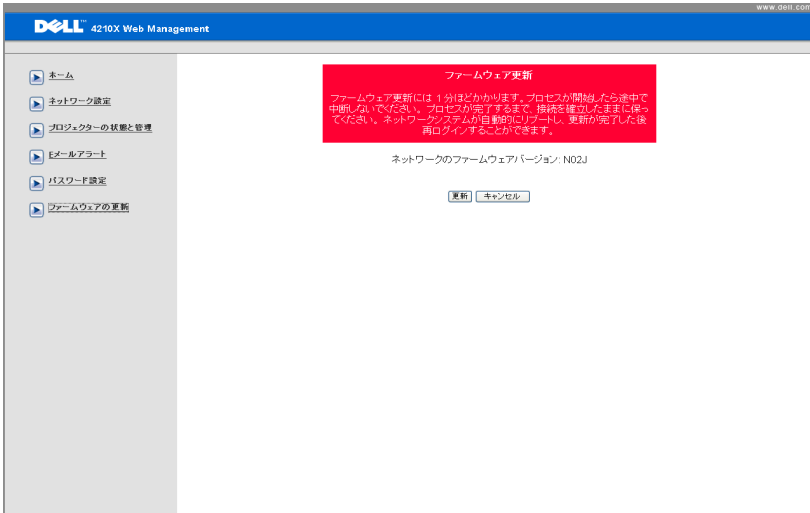 www.dell.com
DELL™ 4210X Web Management
ホーム
ネットワーク設定
プロジェクターの状態と管理
Eメールアラート
パスワード設定
ファームウェアの更新
ファームウェア更新
ファームウェア更新には 1分ほどかかります。プロセスが開始したら途中で
中断しないでください。プロセスが完了するまで、接続を確立したままに保っ
てください。ネットワークシステムが自動的にリブートし、更新が完了した後
再ログインすることができます。
ネットワークのファームウェアバージョン: N02J
更新 キャンセル